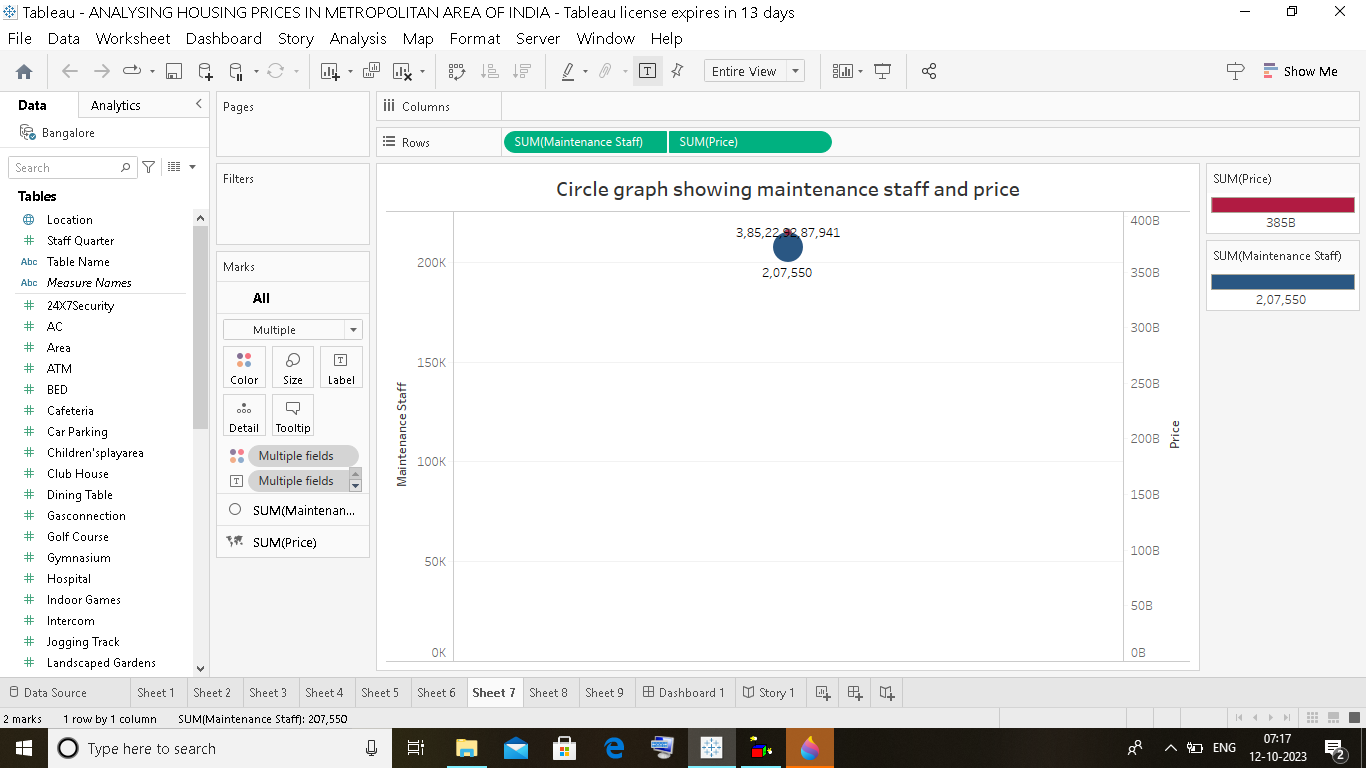 Tableau - ANALYSING HOUSING PRICES IN METROPOLITAN AREA OF INDIA - Tableau license expires in 13 days
File Data Worksheet Dashboard Story Analysis Map Format Server Window Help
Entire View Show Me
Data Analytics
Bangalore
Search
Tables
Location
Staff Quarter
Abc Table Name
Abc Measure Names
24X7Security
AC
Area
ATM
BED
Cafeteria
Car Parking
Children'splayarea
Club House
Dining Table
Gasconnection
Golf Course
Gymnasium
Hospital
Indoor Games
Intercom
Jogging Track
Landscaped Gardens
Pages
Filters
Marks
All
Multiple
Color Size Label
Detail Tooltip
Multiple fields
Multiple fields
SUM(Maintenan...
SUM(Price)
Columns
Rows SUM(Maintenance Staff) SUM(Price)
Circle graph showing maintenance staff and price
Maintenance Staff
200K
150K
100K
50K
0K
3,85,22,92,87,941
2,07,550
400B
350B
300B
250B
200B
150B
100B
50B
0B
Price
SUM(Price)
385B
SUM(Maintenance Staff)
2,07,550
Data Source Sheet 1 Sheet 2 Sheet 3 Sheet 4 Sheet 5 Sheet 6 Sheet 7 Sheet 8 Sheet 9 Dashboard 1 Story 1
2 marks 1 row by 1 column SUM(Maintenance Staff): 207,550
Type here to search
ENG
07:17
12-10-2023
2